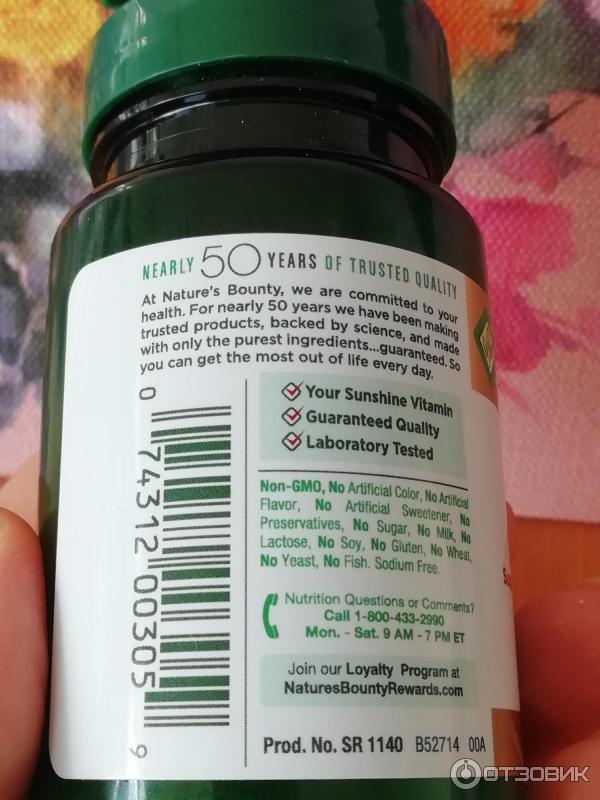 NEARLY 50 YEARS OF TRUSTED QUALITY
At Nature's Bounty, we are committed to your
health. For nearly 50 years we have been making
trusted products, backed by science, and made
with only the purest ingredients...guaranteed. So
you can get the most out of life every day.
0 74312 00305 9
Your Sunshine Vitamin
Guaranteed Quality
Laboratory Tested
Non-GMO, No Artificial Color, No Artificial
Flavor, No Artificial Sweetener, No
Preservatives, No Sugar, No Milk, No
Lactose, No Soy, No Gluten, No Wheat,
No Yeast, No Fish. Sodium Free.
Nutrition Questions or Comments?
Call 1-800-433-2990
Mon. - Sat. 9 AM - 7 PM ET
Join our Loyalty Program at
NaturesBountyRewards.com
Prod. No. SR 1140 B52714 00A
ОТЗОВИК